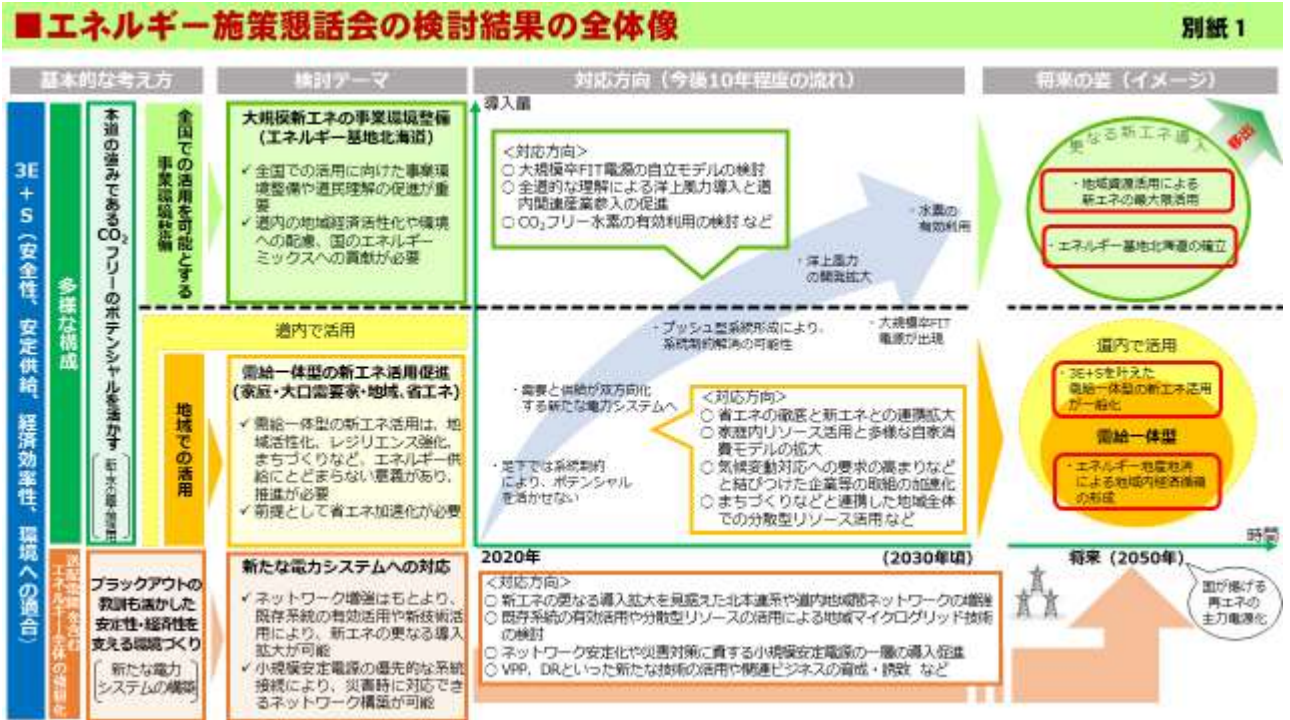 ■エネルギー施策懇話会の検討結果の全体像
別紙1
基本的な考え方
検討テーマ
対応方向（今後10年程度の流れ）
将来の姿（イメージ）
3E+S（安全性、安定供給、経済効率性、環境への適合）
多様な構成
本道の強みであるCO₂フリーのポテンシャルを活かす
全国での活用を可能とする
事業環境整備
大規模新エネの事業環境整備
(エネルギー基地北海道)
✓全国での活用に向けた事業環
境整備や道民理解の促進が重
要
✓道内の地域経済活性化や環境
への配慮、国のエネルギー
ミックスへの貢献が必要
導入量
<対応方向>
○ 大規模卒FIT電源の自立モデルの検討
○ 全道的な理解による洋上風力導入と道
内関連産業参入の促進
○ CO₂フリー水素の有効利用の検討 など
・水素の
有効利用
・洋上風力
の開発拡大
・プッシュ型系統形成により、
系統制約解消の可能性
・大規模卒FIT
電源が出現
更なる新エネ導入
移出
・地域資源活用による
新エネの最大限活用
・エネルギー基地北海道の確立
道内で活用
地域での活用
需給一体型の新エネ活用促進
(家庭・大口需要家・地域、省エネ)
✓需給一体型の新エネ活用は、地
域活性化、レジリエンス強化、
まちづくりなど、エネルギー供
給にとどまらない意義があり、
推進が必要
✓前提として省エネ加速化が必要
・需要と供給が双方向化
する新たな電力システムへ
・足下では系統制約
により、ポテンシャル
を活かせない
<対応方向>
○ 省エネの徹底と新エネとの連携拡大
○ 家庭内リソース活用と多様な自家消
費モデルの拡大
○ 気候変動対応への要求の高まりなど
と結びつけた企業等の取組の加速化
○ まちづくりなどと連携した地域全体
での分散型リソース活用 など
道内で活用
・3E+Sを叶えた
需給一体型の新エネ活用
が一般化
需給一体型
・エネルギー地産地消
による地域内経済循環
の形成
時間
2020年
(2030年頃)
将来（2050年）
ブラックアウトの
教訓も活かした
安定性・経済性を
支える環境づくり
新たな電力
システムの構築
新たな電力システムへの対応
✓ネットワーク増強はもとより、
既存系統の有効活用や新技術活
用により、新エネの更なる導入
拡大が可能
✓小規模安定電源の優先的な系統
接続により、災害時に対応でき
るネットワーク構築が可能
<対応方向>
○ 新エネの更なる導入拡大を見据えた北本連系や道内地域間ネットワークの増強
○ 既存系統の有効活用や分散型リソースの活用による地域マイクログリッド技術
の検討
○ ネットワーク安定化や災害対策に資する小規模安定電源の一層の導入促進
○ VPP、DRといった新たな技術の活用や関連ビジネスの育成・誘致 など
国が掲げる
再エネの
主力電源化